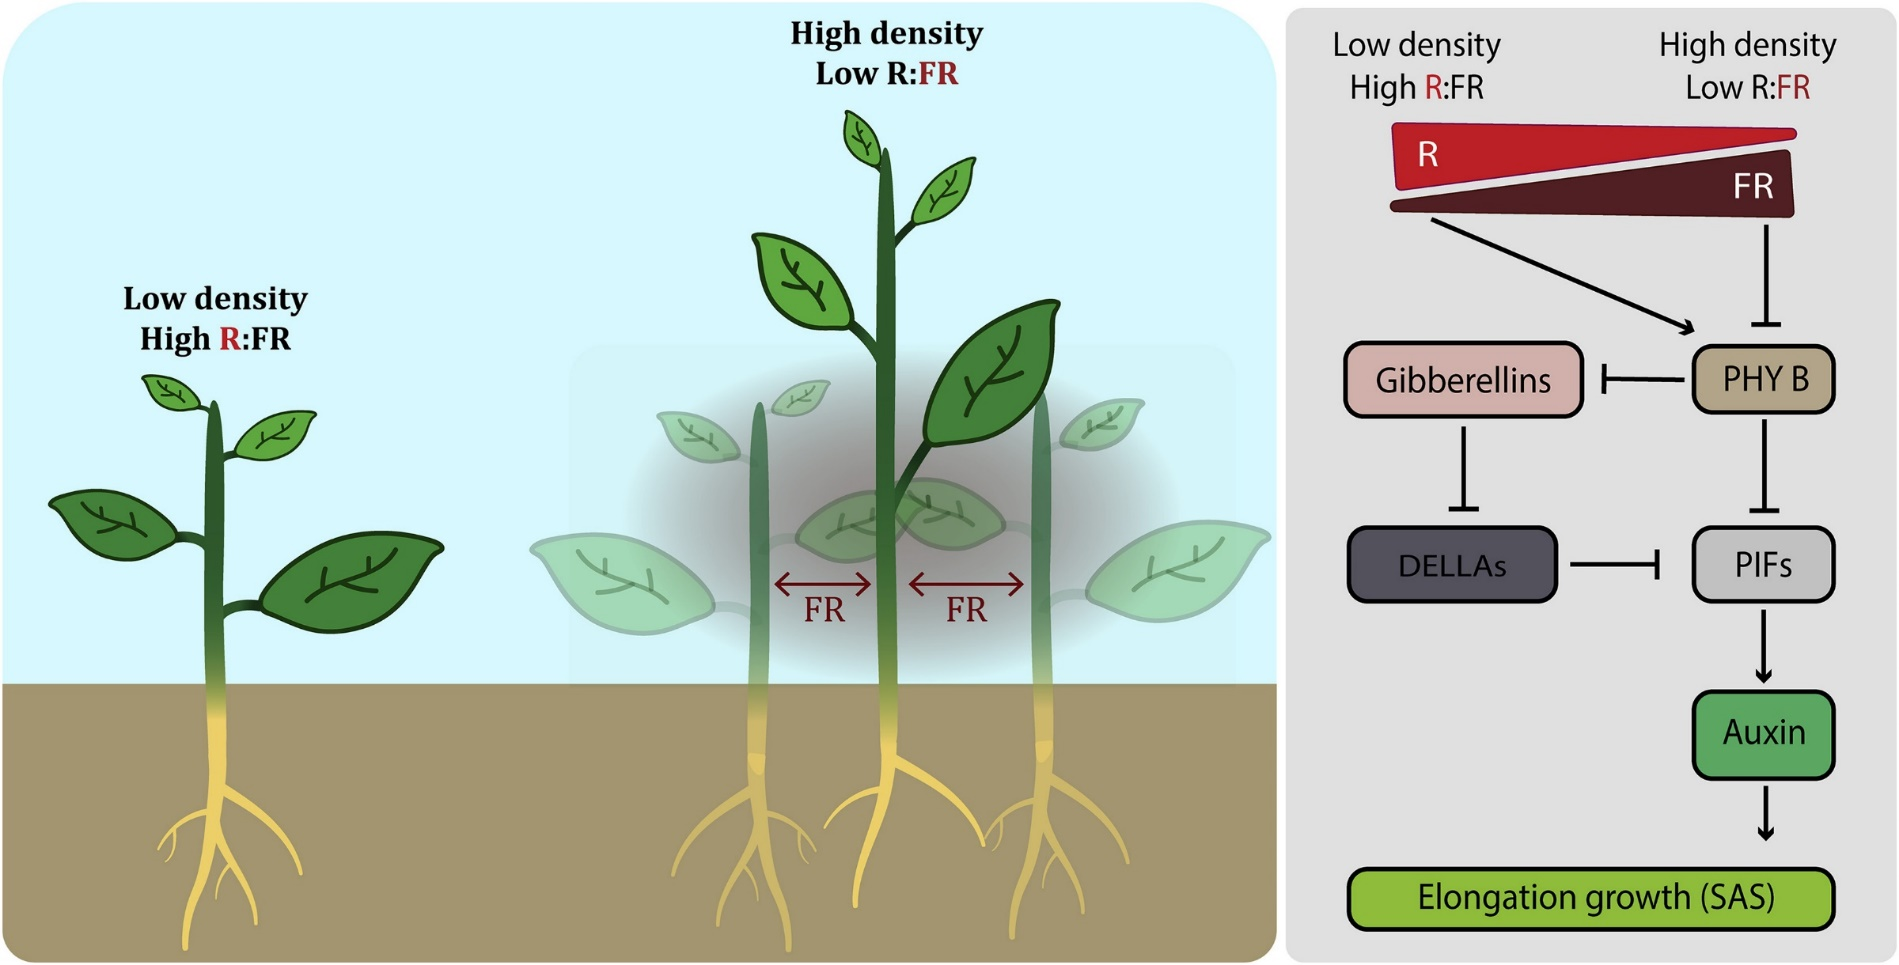 High density
Low R:FR
Low density
High R:FR
FR
FR
Low density
High R:FR
High density
Low R:FR
R
FR
Gibberellins
PHY B
DELLAs
PIFs
Auxin
Elongation growth (SAS)